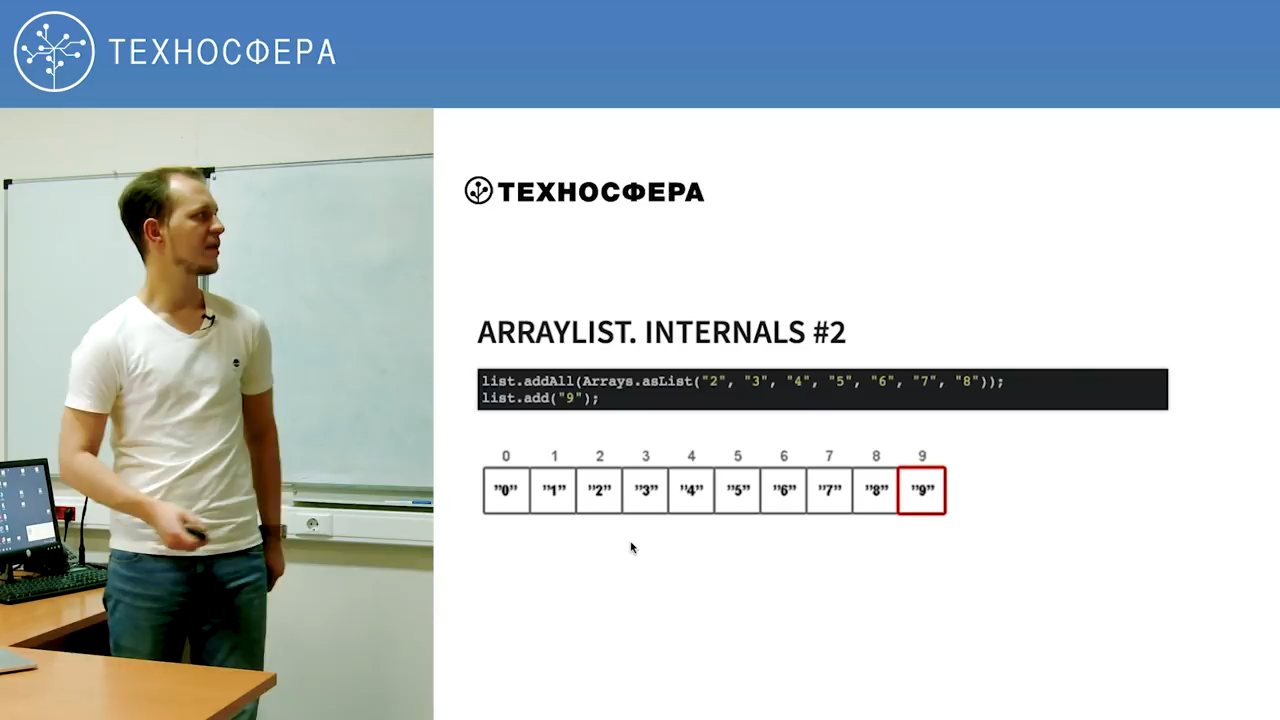 ТЕХНОСФЕРА
ТЕХНОСФЕРА
ARRAYLIST. INTERNALS #2
list.addAll(Arrays.asList("2", "3", "4", "5", "6", "7", "8"));
list.add("9");
0 1 2 3 4 5 6 7 8 9
"0" "1" "2" "3" "4" "5" "6" "7" "8" "9"